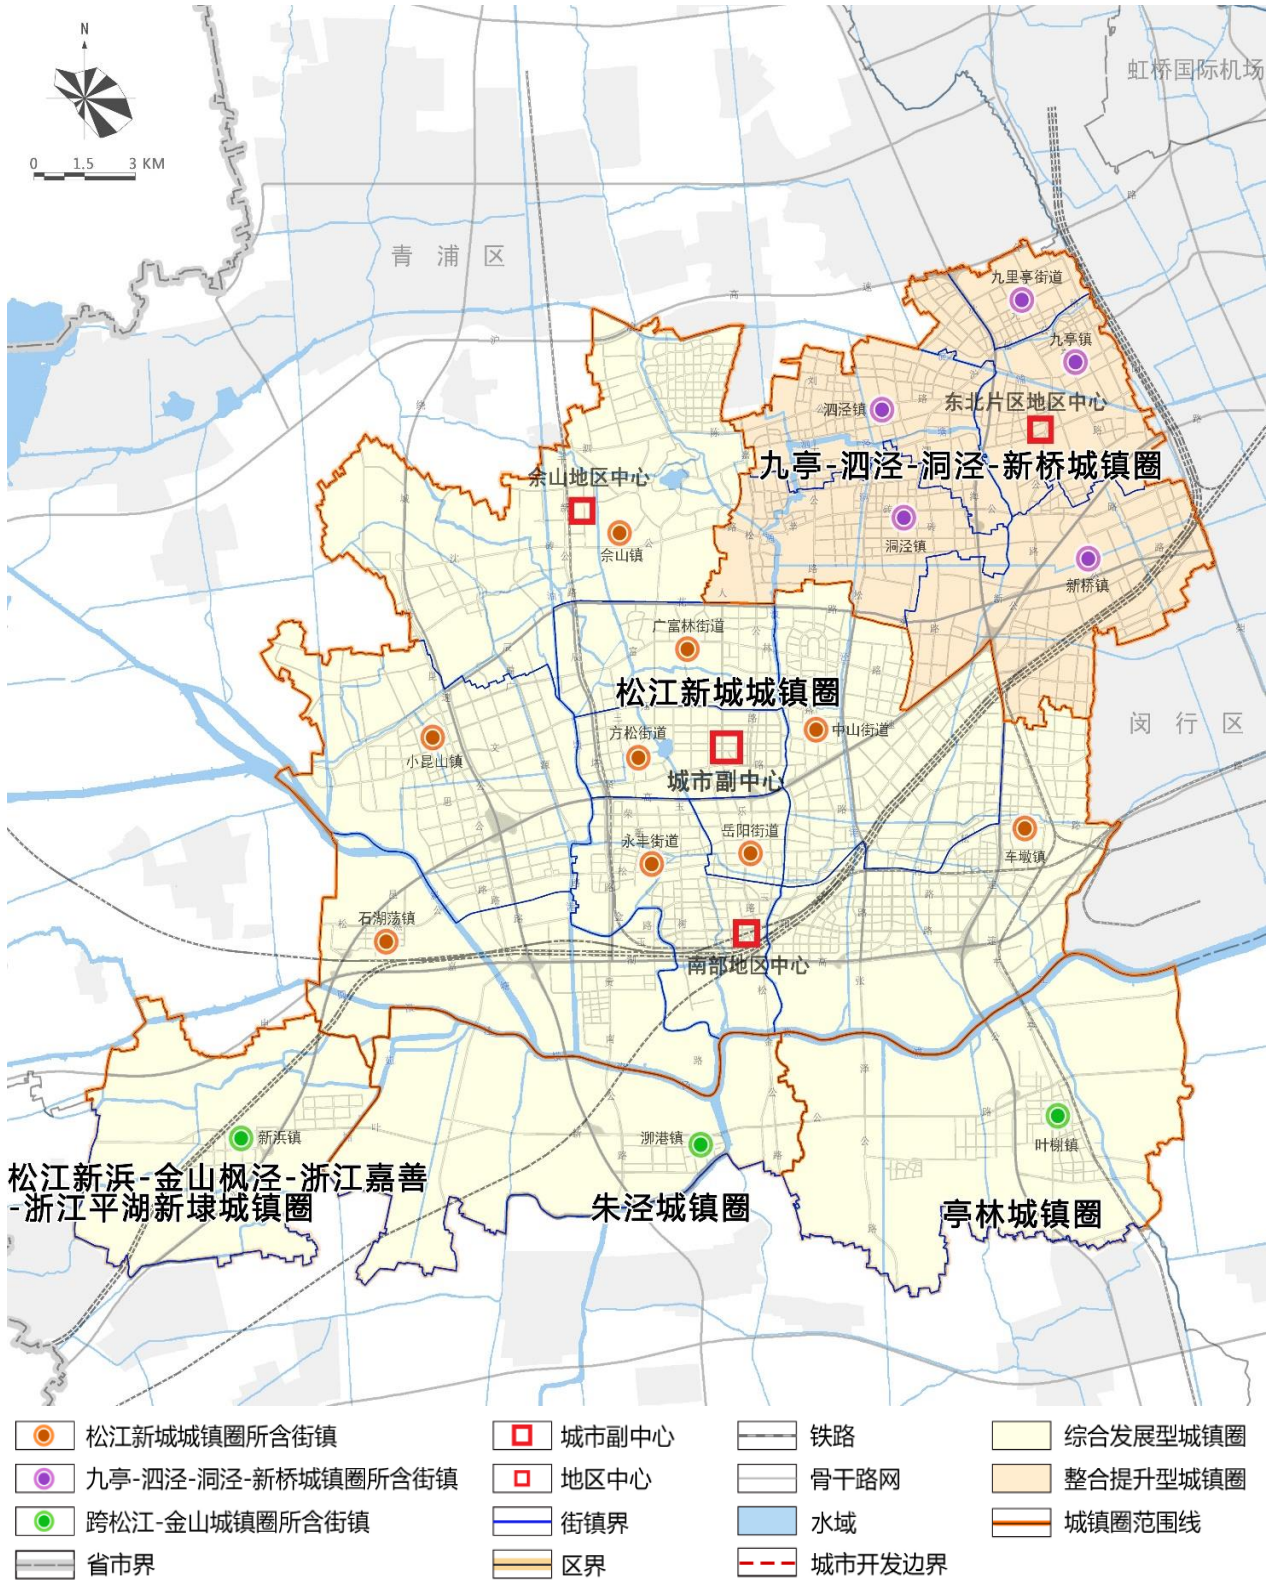 N
0 1.5 3 KM
虹桥国际机场
青浦区
九里亭街道
九亭镇
泗泾镇
东北片区地区中心
九亭-泗泾-洞泾-新桥城镇圈
佘山地区中心
佘山镇
洞泾镇
新桥镇
广富林街道
松江新城城镇圈
闵行区
方松街道
中山街道
小昆山镇
城市副中心
永丰街道
岳阳街道
车墩镇
石湖荡镇
南部地区中心
新浜镇
泖港镇
叶榭镇
松江新浜-金山枫泾-浙江嘉善
-浙江平湖新埭城镇圈
朱泾城镇圈
亭林城镇圈
松江新城城镇圈所含街镇
城市副中心
铁路
综合发展型城镇圈
九亭-泗泾-洞泾-新桥城镇圈所含街镇
地区中心
骨干路网
整合提升型城镇圈
跨松江-金山城镇圈所含街镇
街镇界
水域
城镇圈范围线
省市界
区界
城市开发边界